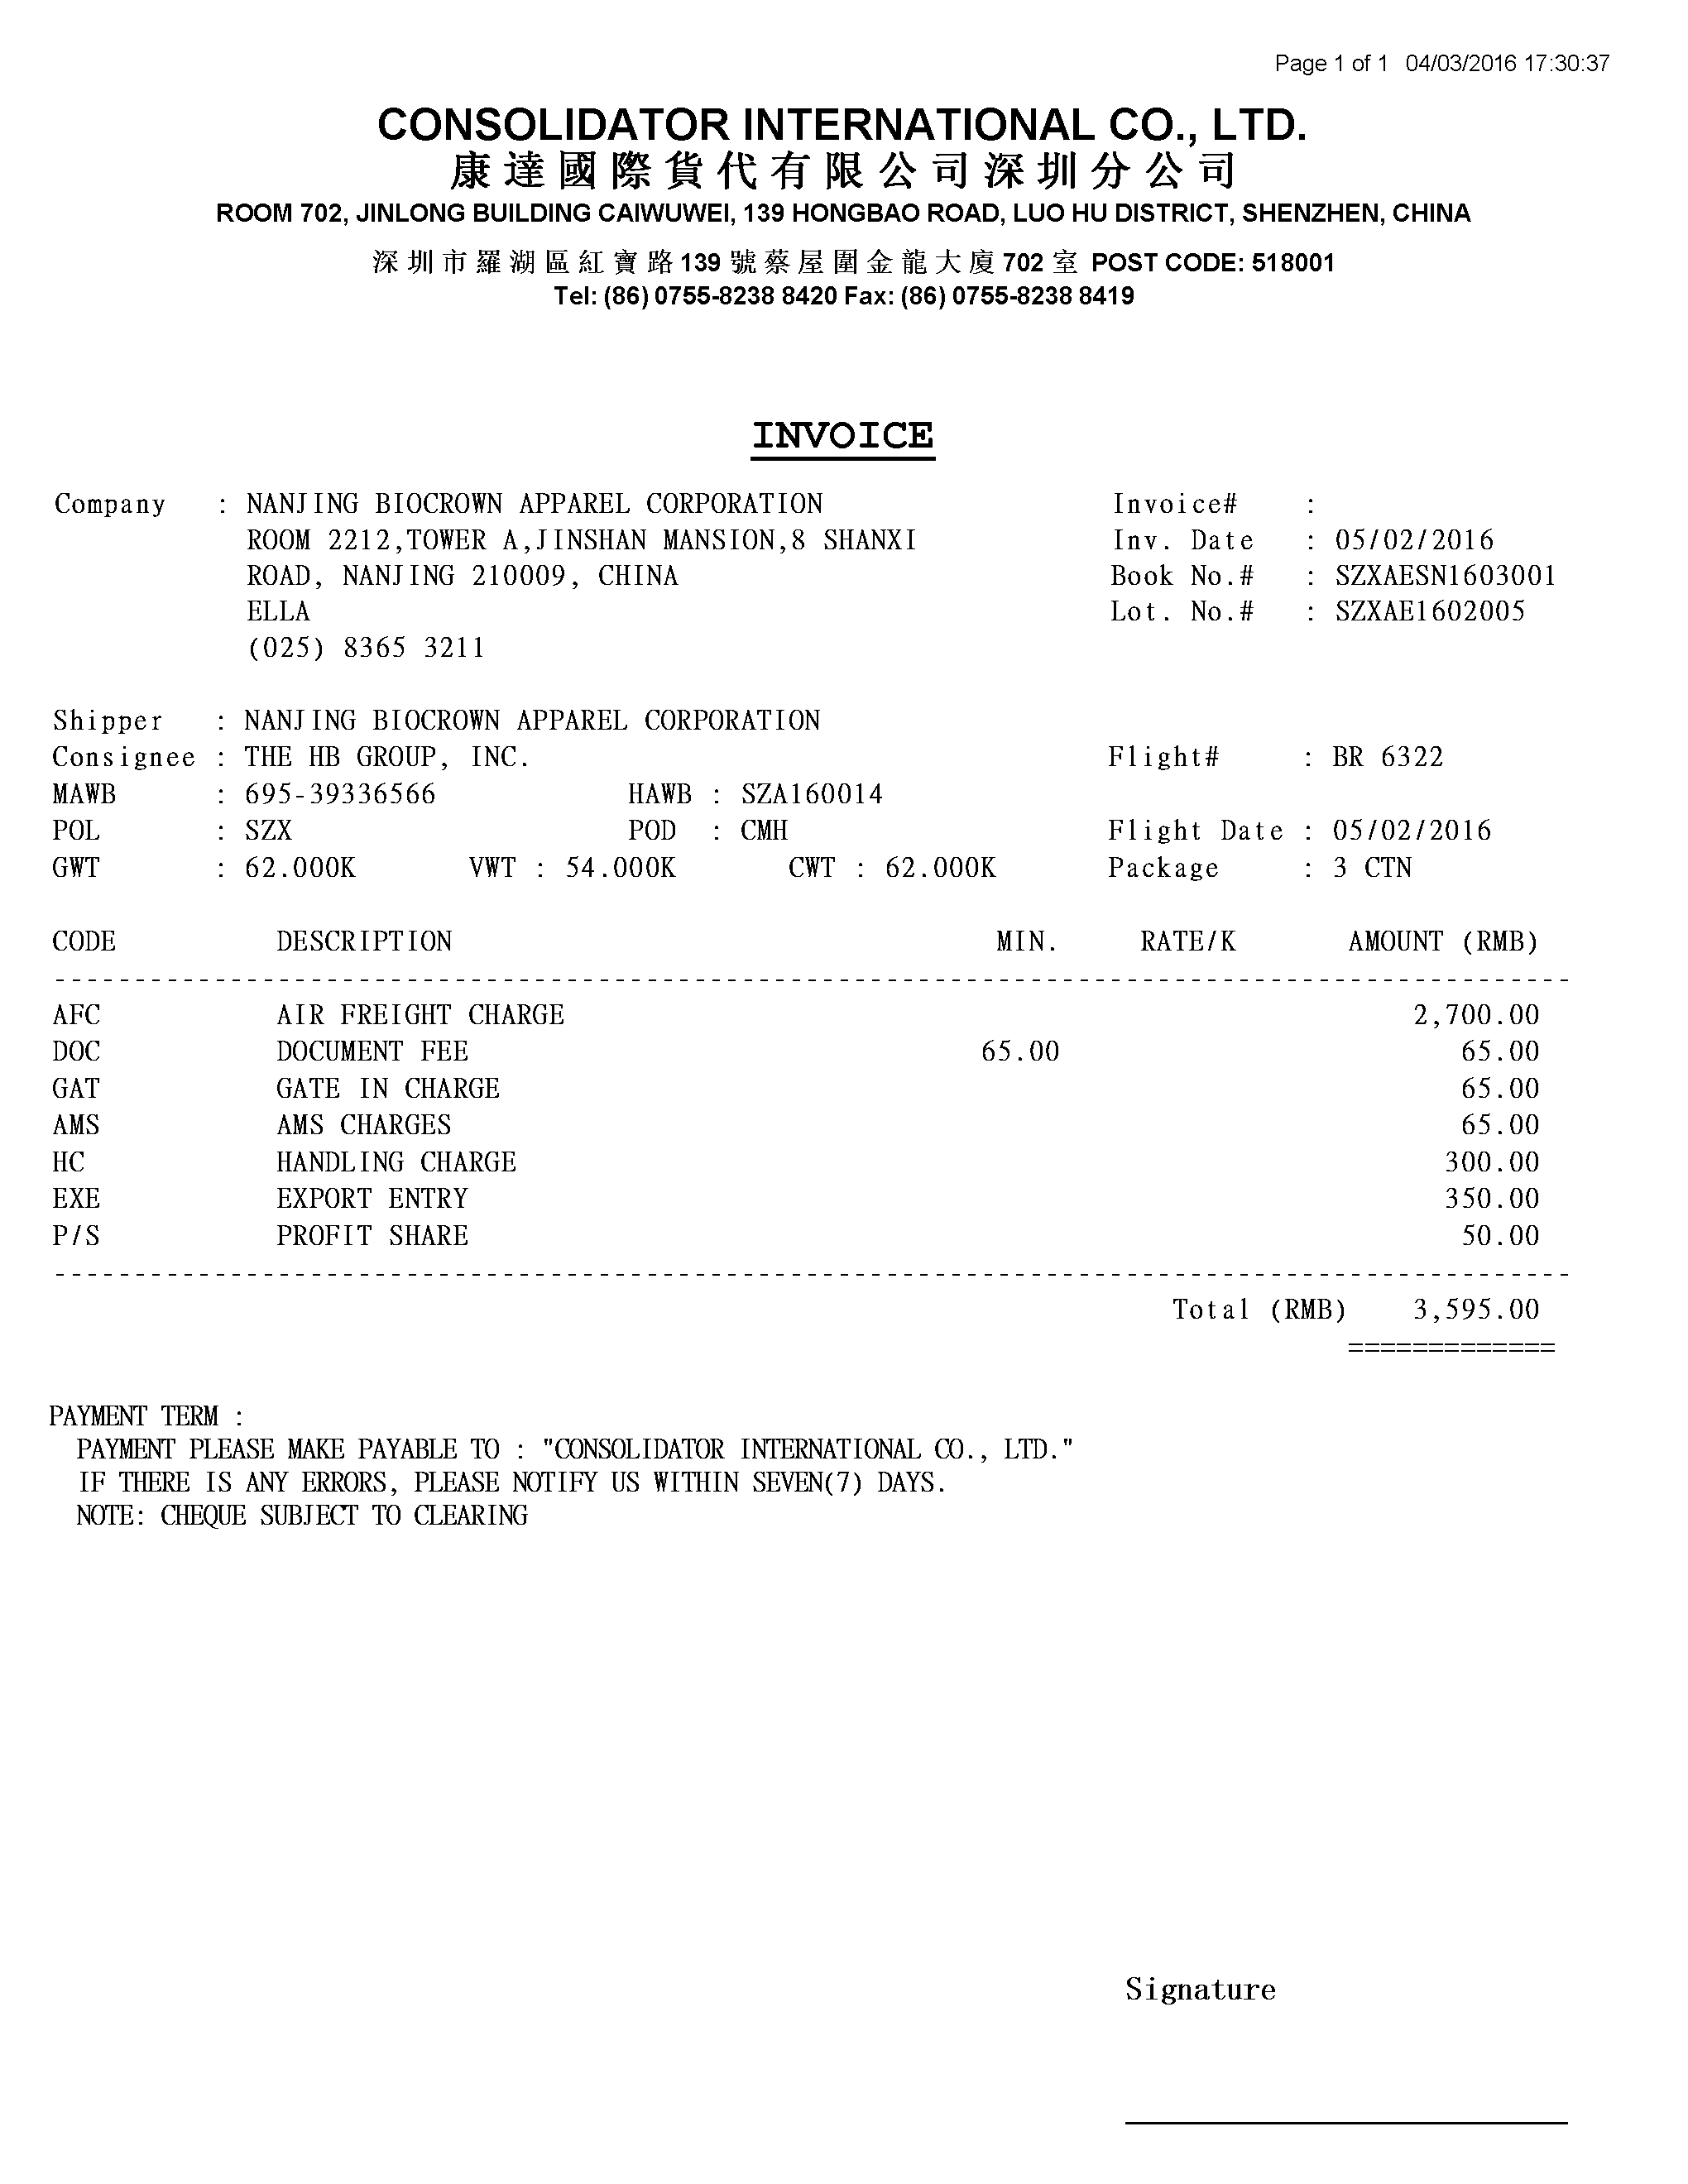 Page 1 of 1 04/03/2016 17:30:37
CONSOLIDATOR INTERNATIONAL CO., LTD.
康達國際貨代有限公司深圳分公司
ROOM 702, JINLONG BUILDING CAIWUWEI, 139 HONGBAO ROAD, LUO HU DISTRICT, SHENZHEN, CHINA
深圳市羅湖區紅寶路139號蔡屋圍金龍大廈702室 POST CODE: 518001
Tel: (86) 0755-8238 8420 Fax: (86) 0755-8238 8419
INVOICE
Company : NANJING BIOCROWN APPAREL CORPORATION Invoice# :
ROOM 2212,TOWER A,JINSHAN MANSION,8 SHANXI Inv. Date : 05/02/2016
ROAD, NANJING 210009, CHINA Book No.# : SZXAESN1603001
ELLA Lot. No.# : SZXAE1602005
(025) 8365 3211
Shipper : NANJING BIOCROWN APPAREL CORPORATION
Consignee : THE HB GROUP, INC. Flight# : BR 6322
MAWB : 695-39336566 HAWB : SZA160014
POL : SZX POD : CMH Flight Date : 05/02/2016
GWT : 62.000K VWT : 54.000K CWT : 62.000K Package : 3 CTN
CODE DESCRIPTION MIN. RATE/K AMOUNT (RMB)
AFC AIR FREIGHT CHARGE 2,700.00
DOC DOCUMENT FEE 65.00 65.00
GAT GATE IN CHARGE 65.00
AMS AMS CHARGES 65.00
HC HANDLING CHARGE 300.00
EXE EXPORT ENTRY 350.00
P/S PROFIT SHARE 50.00
Total (RMB) 3,595.00
=============
PAYMENT TERM :
PAYMENT PLEASE MAKE PAYABLE TO : "CONSOLIDATOR INTERNATIONAL CO., LTD."
IF THERE IS ANY ERRORS, PLEASE NOTIFY US WITHIN SEVEN(7) DAYS.
NOTE: CHEQUE SUBJECT TO CLEARING
Signature